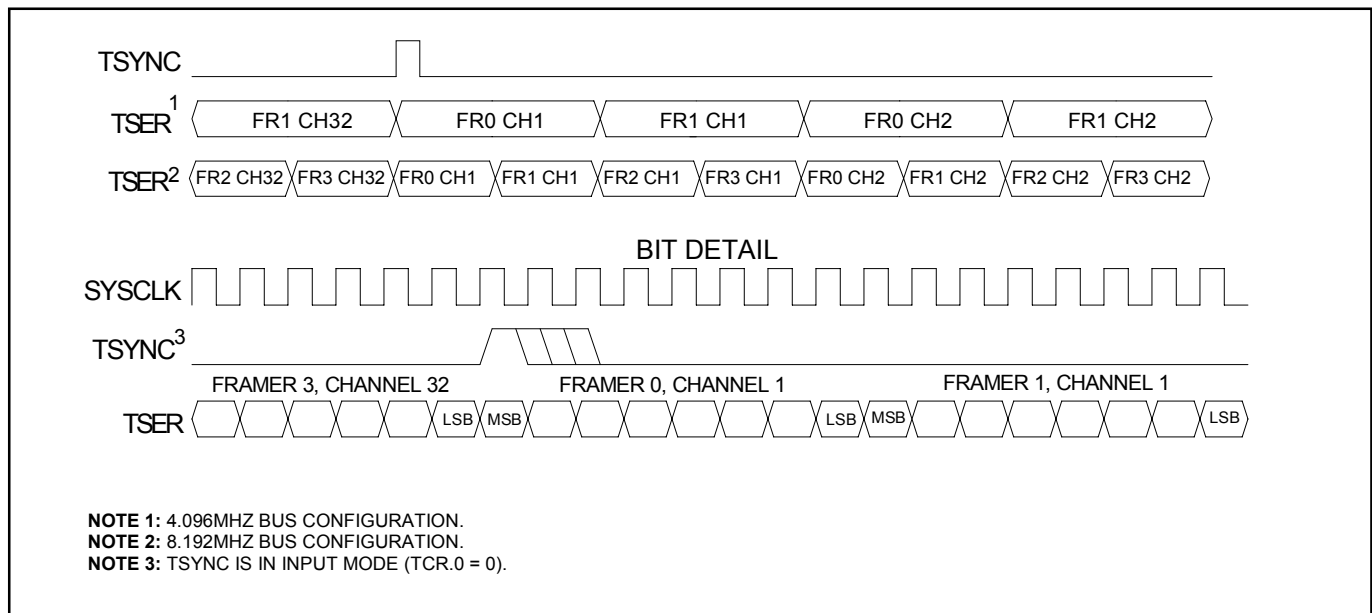 TSYNC
TSER1 FR1 CH32 FR0 CH1 FR1 CH1 FR0 CH2 FR1 CH2
TSER2 FR2 CH32 FR3 CH32 FR0 CH1 FR1 CH1 FR2 CH1 FR3 CH1 FR0 CH2 FR1 CH2 FR2 CH2 FR3 CH2
BIT DETAIL
SYSCLK
TSYNC3
FRAMER 3, CHANNEL 32 FRAMER 0, CHANNEL 1 FRAMER 1, CHANNEL 1
TSER LSB MSB LSB MSB LSB
NOTE 1: 4.096MHZ BUS CONFIGURATION.
NOTE 2: 8.192MHZ BUS CONFIGURATION.
NOTE 3: TSYNC IS IN INPUT MODE (TCR.0 = 0).